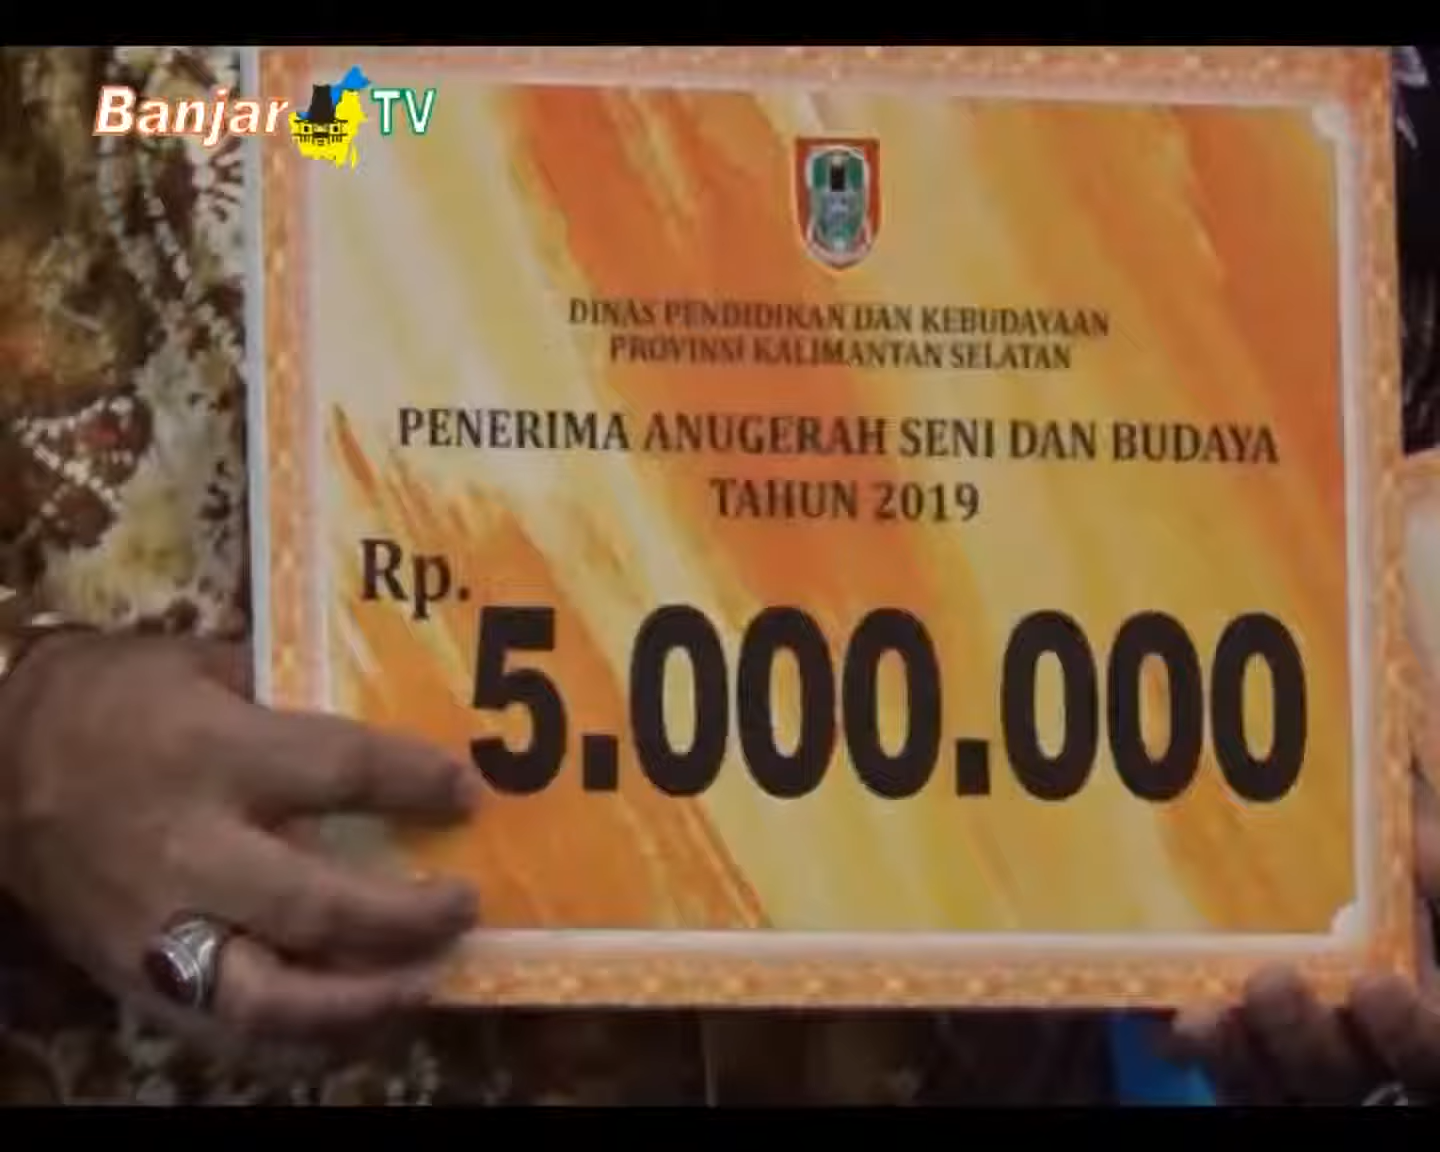 Banjar TV
DINAS PENDIDIKAN DAN KEBUDAYAAN
PROVINSI KALIMANTAN SELATAN
PENERIMA ANUGERAH SENI DAN BUDAYA
TAHUN 2019
Rp.
5.000.000